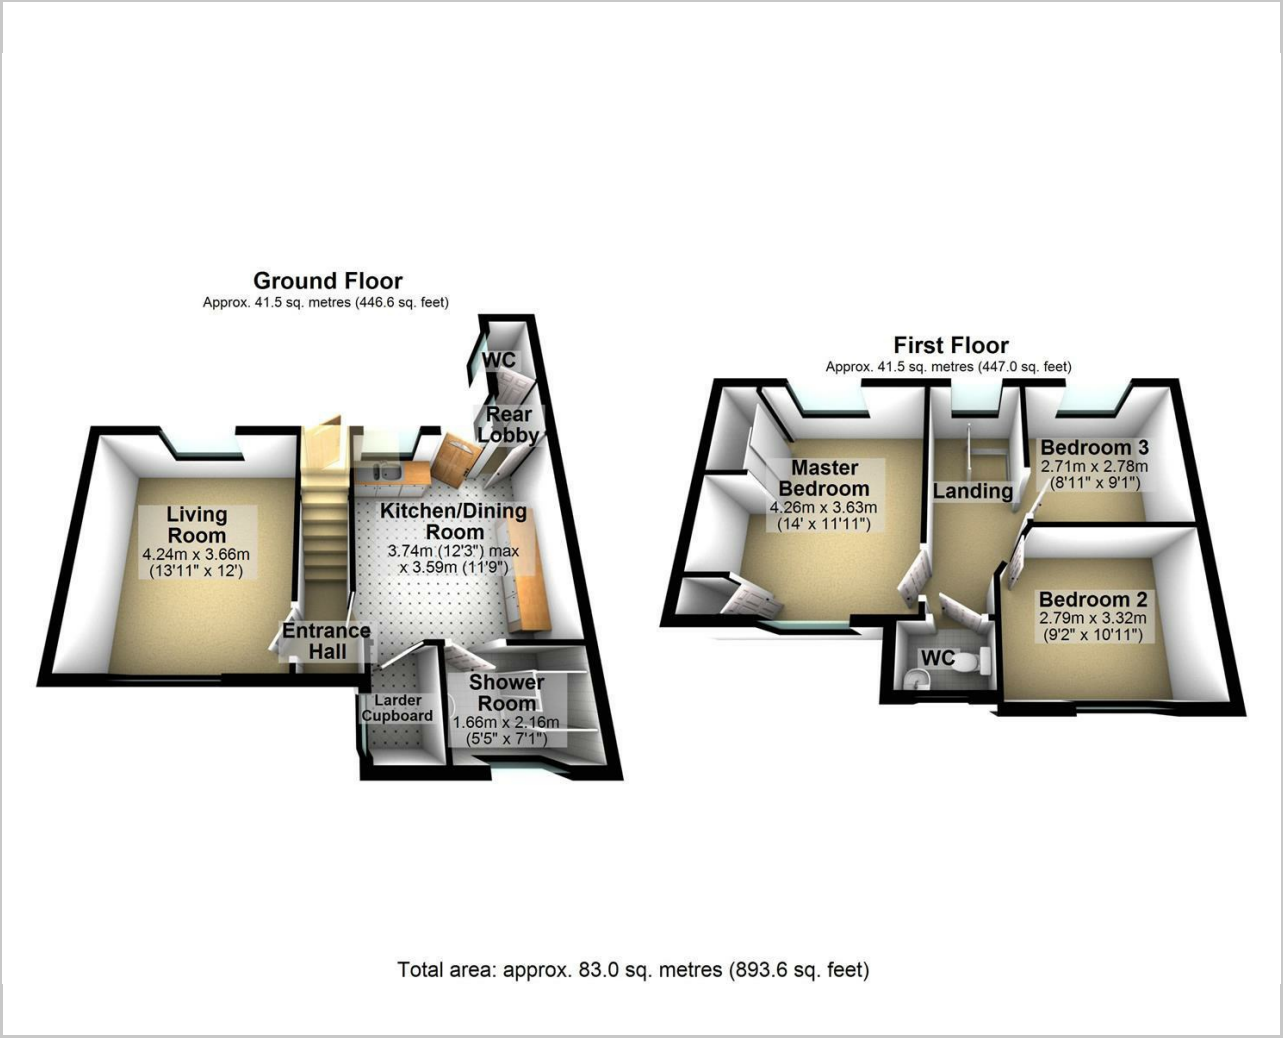 Ground Floor
Approx. 41.5 sq. metres (446.6 sq. feet)
WC
Rear
Lobby
Living
Room
4.24m x 3.66m
(13'11" x 12')
Kitchen/Dining
Room
3.74m (12'3") max
x 3.59m (11'9")
Entrance
Hall
Larder
Cupboard
Shower
Room
1.66m x 2.16m
(5'5" x 7'1")
First Floor
Approx. 41.5 sq. metres (447.0 sq. feet)
Master
Bedroom
4.26m x 3.63m
(14' x 11'11")
Landing
Bedroom 3
2.71m x 2.78m
(8'11" x 9'1")
Bedroom 2
2.79m x 3.32m
(9'2" x 10'11")
WC
Total area: approx. 83.0 sq. metres (893.6 sq. feet)